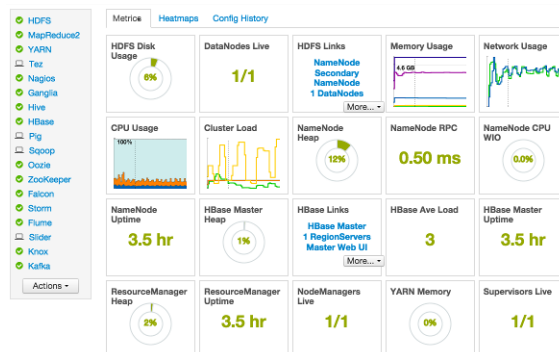 HDFS
MapReduce2
YARN
Tez
Nagios
Ganglia
Hive
HBase
Pig
Sqoop
Oozie
ZooKeeper
Falcon
Storm
Flume
Slider
Knox
Kafka
Actions
Metrics Heatmaps Config History
HDFS Disk
Usage
6%
DataNodes Live
1/1
HDFS Links
NameNode
Secondary
NameNode
1 DataNodes
More...
Memory Usage
4.6 GB
Network Usage
CPU Usage
100%
Cluster Load
NameNode
Heap
12%
NameNode RPC
0.50 ms
NameNode CPU
WIO
0.0%
NameNode
Uptime
3.5 hr
HBase Master
Heap
1%
HBase Links
HBase Master
1 RegionServers
Master Web UI
More...
HBase Ave Load
3
HBase Master
Uptime
3.5 hr
ResourceManager
Heap
2%
ResourceManager
Uptime
3.5 hr
NodeManagers
Live
1/1
YARN Memory
0%
Supervisors Live
1/1